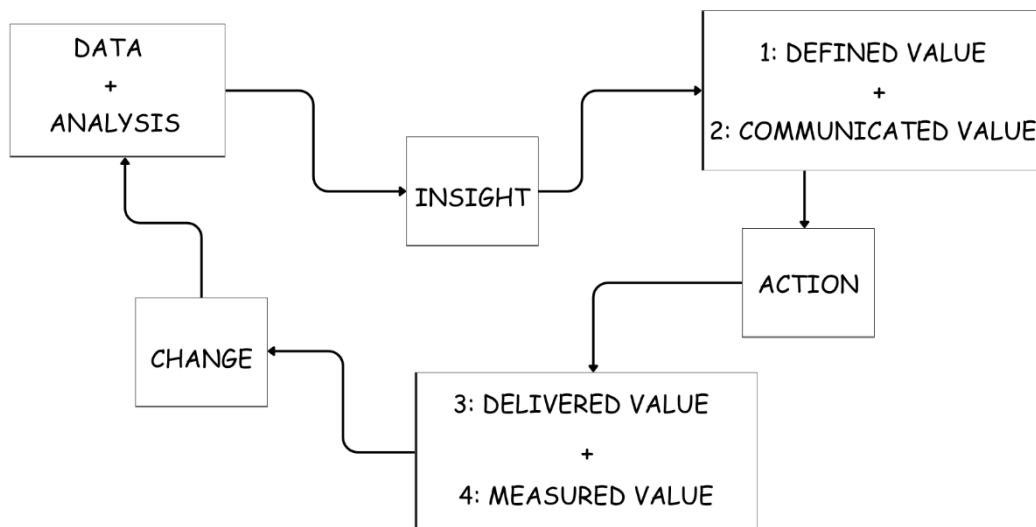 DATA
+
ANALYSIS
INSIGHT
1: DEFINED VALUE
+
2: COMMUNICATED VALUE
ACTION
3: DELIVERED VALUE
+
4: MEASURED VALUE
CHANGE